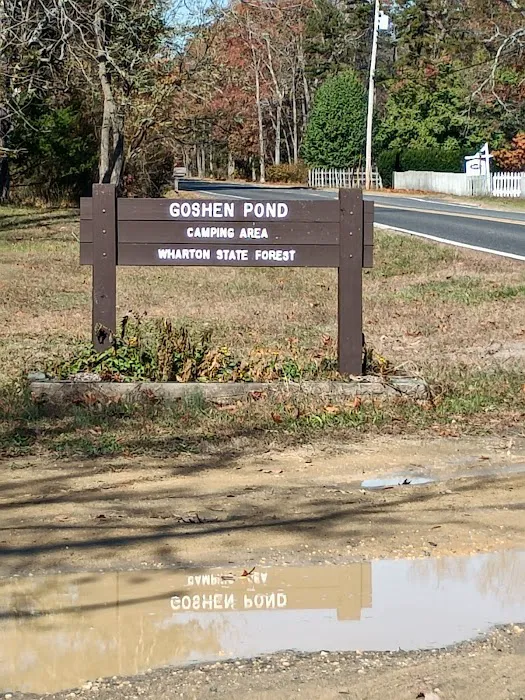 GOSHEN POND
CAMPING AREA
WHARTON STATE FOREST